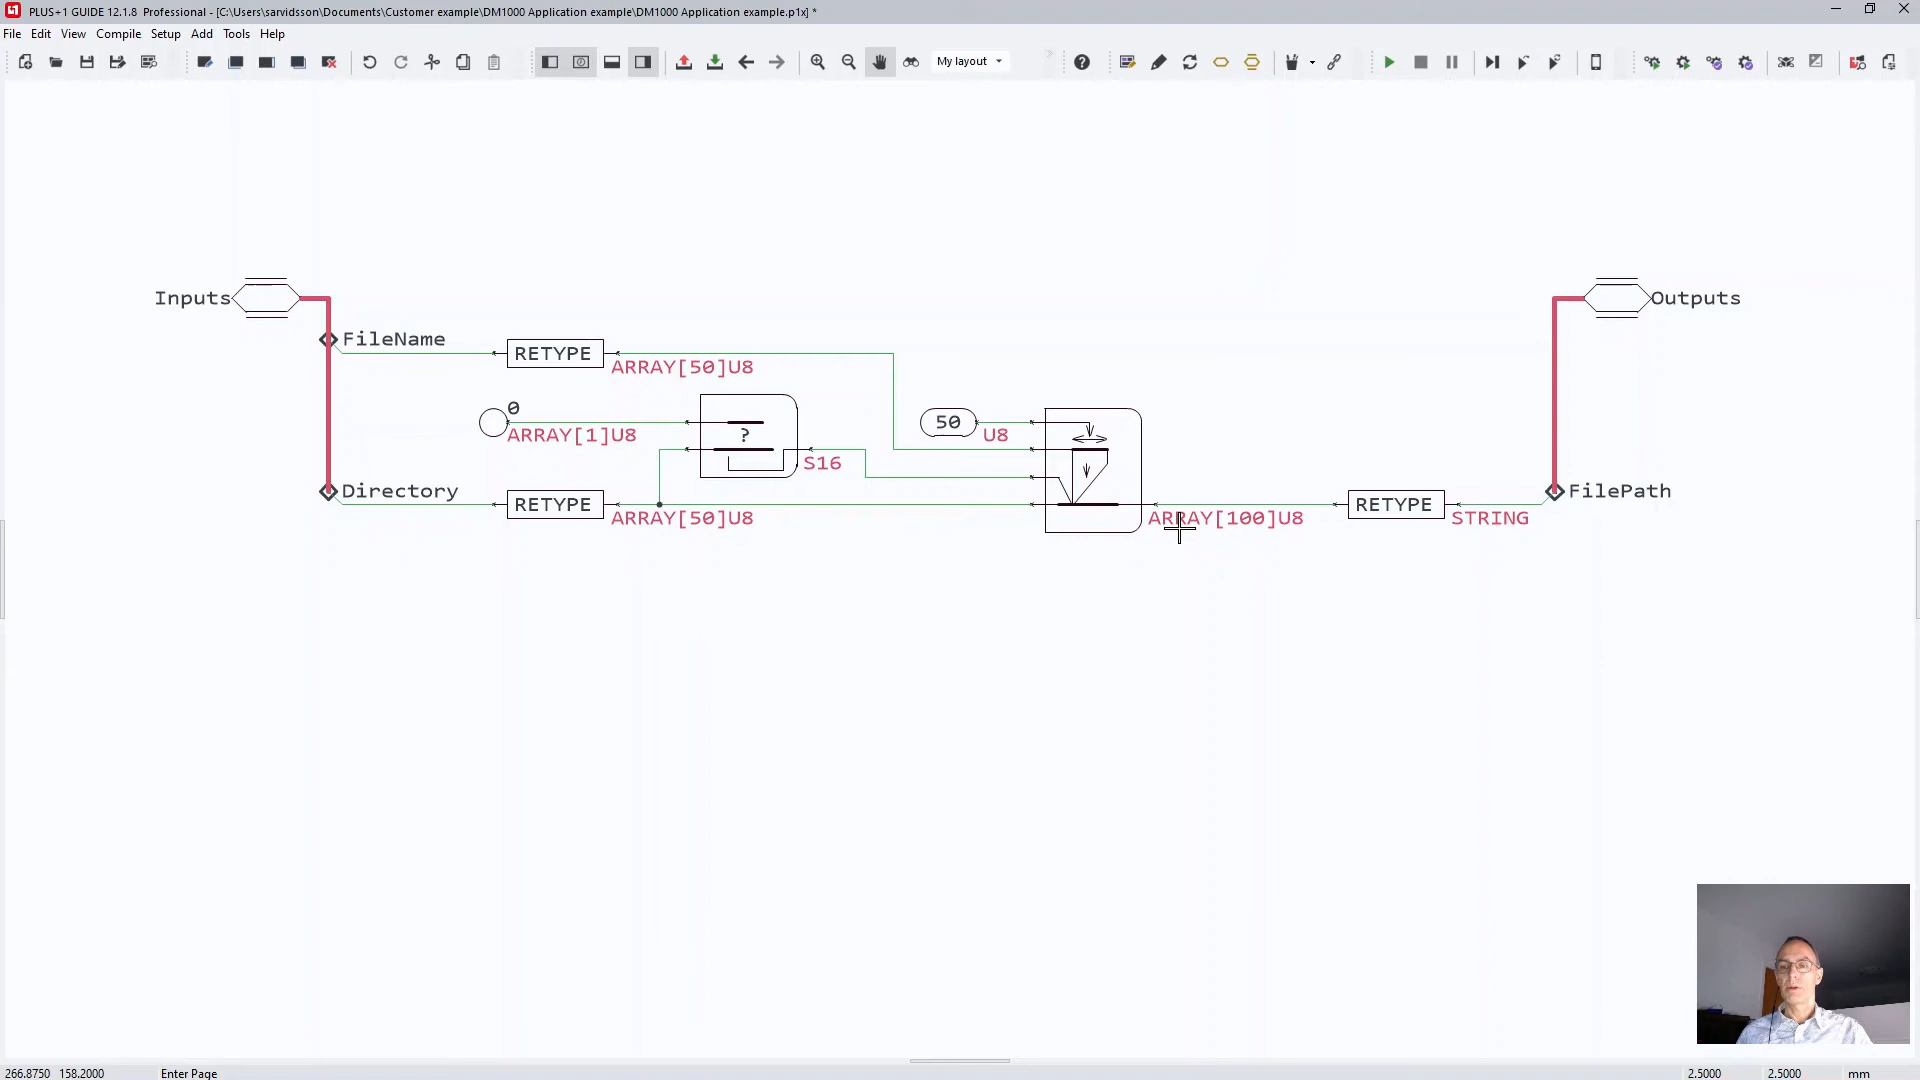 PLUS+1 GUIDE 12.1.8 Professional - [C:\Users\sarvidsson\Documents\Customer example\DM1000 Application example\DM1000 Application example.p1x] *
File Edit View Compile Setup Add Tools Help
My layout
Inputs
Outputs
FileName
RETYPE
ARRAY[50]U8
0
ARRAY[1]U8
?
S16
50
U8
Directory
RETYPE
ARRAY[50]U8
ARRAY[100]U8
RETYPE
STRING
FilePath
266.8750 158.2000 Enter Page 2.5000 2.5000 mm